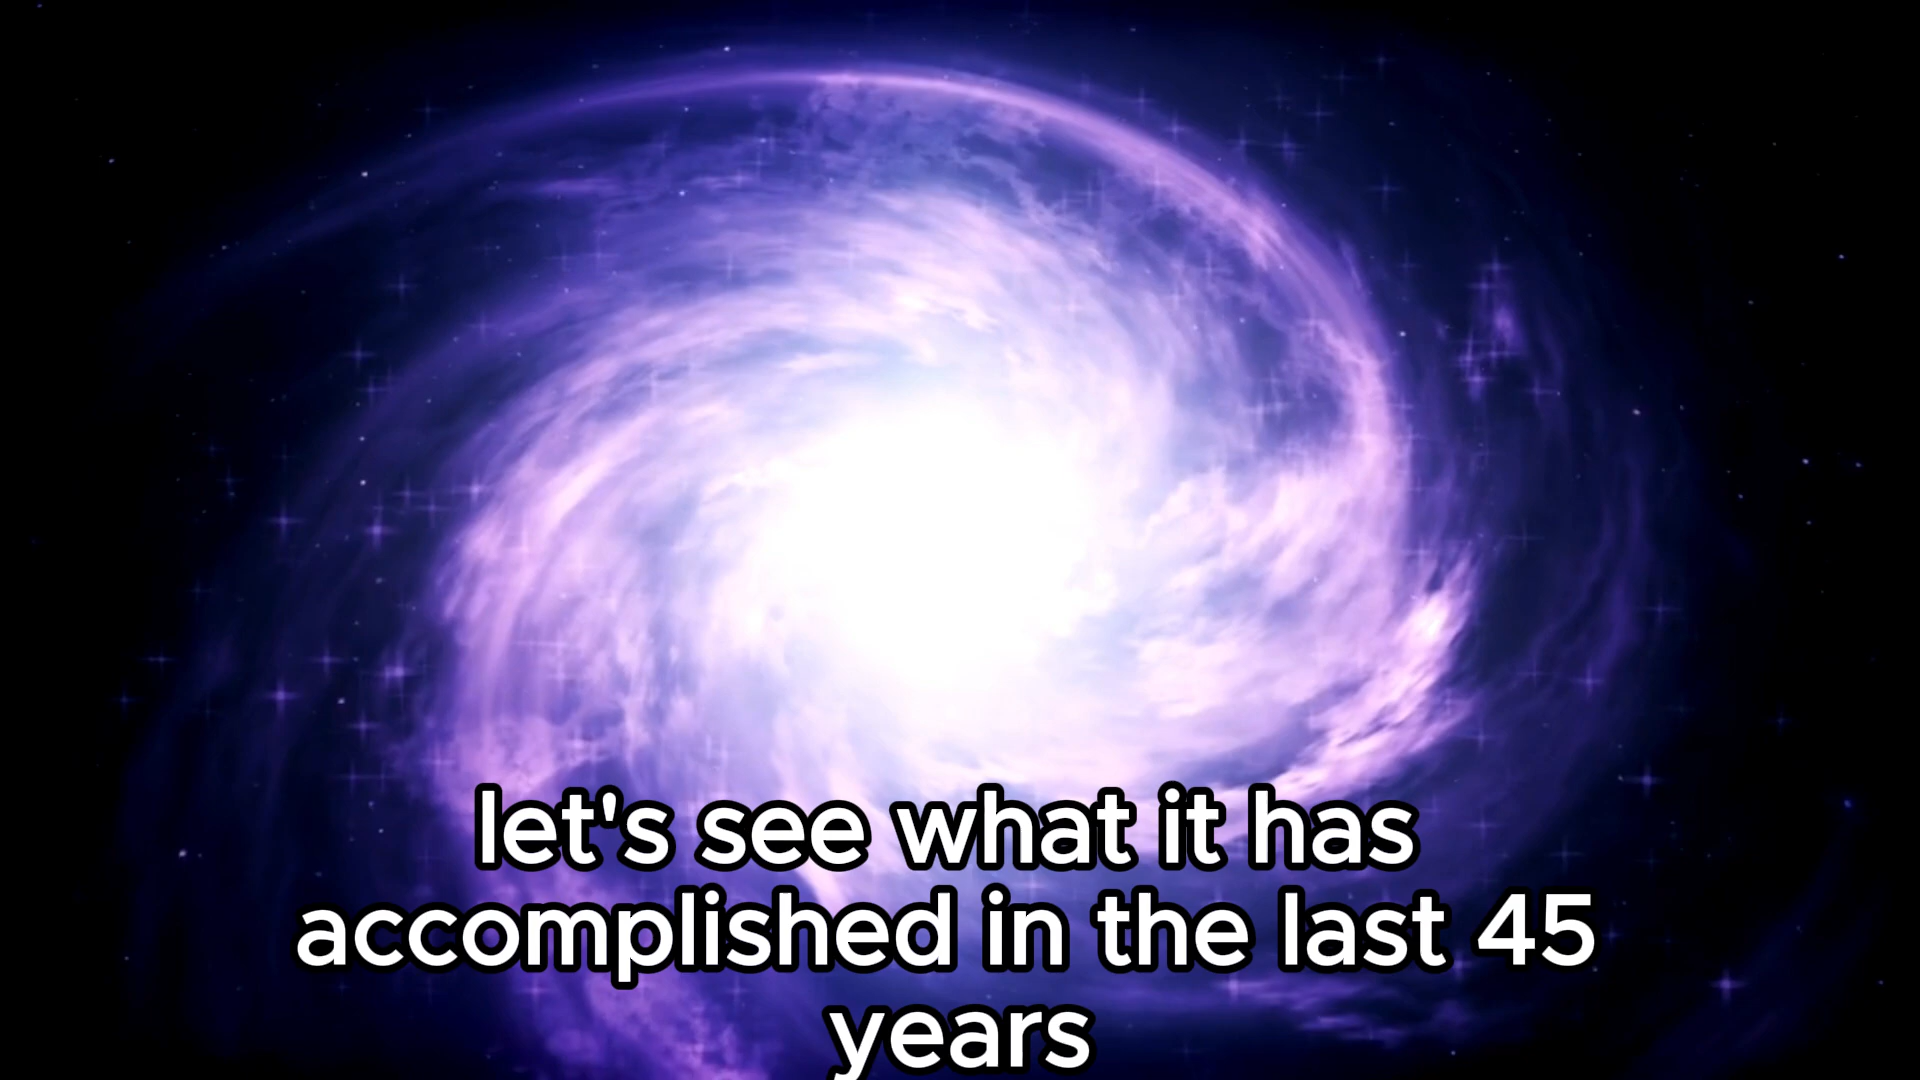 let's see what it has
accomplished in the last 45
years